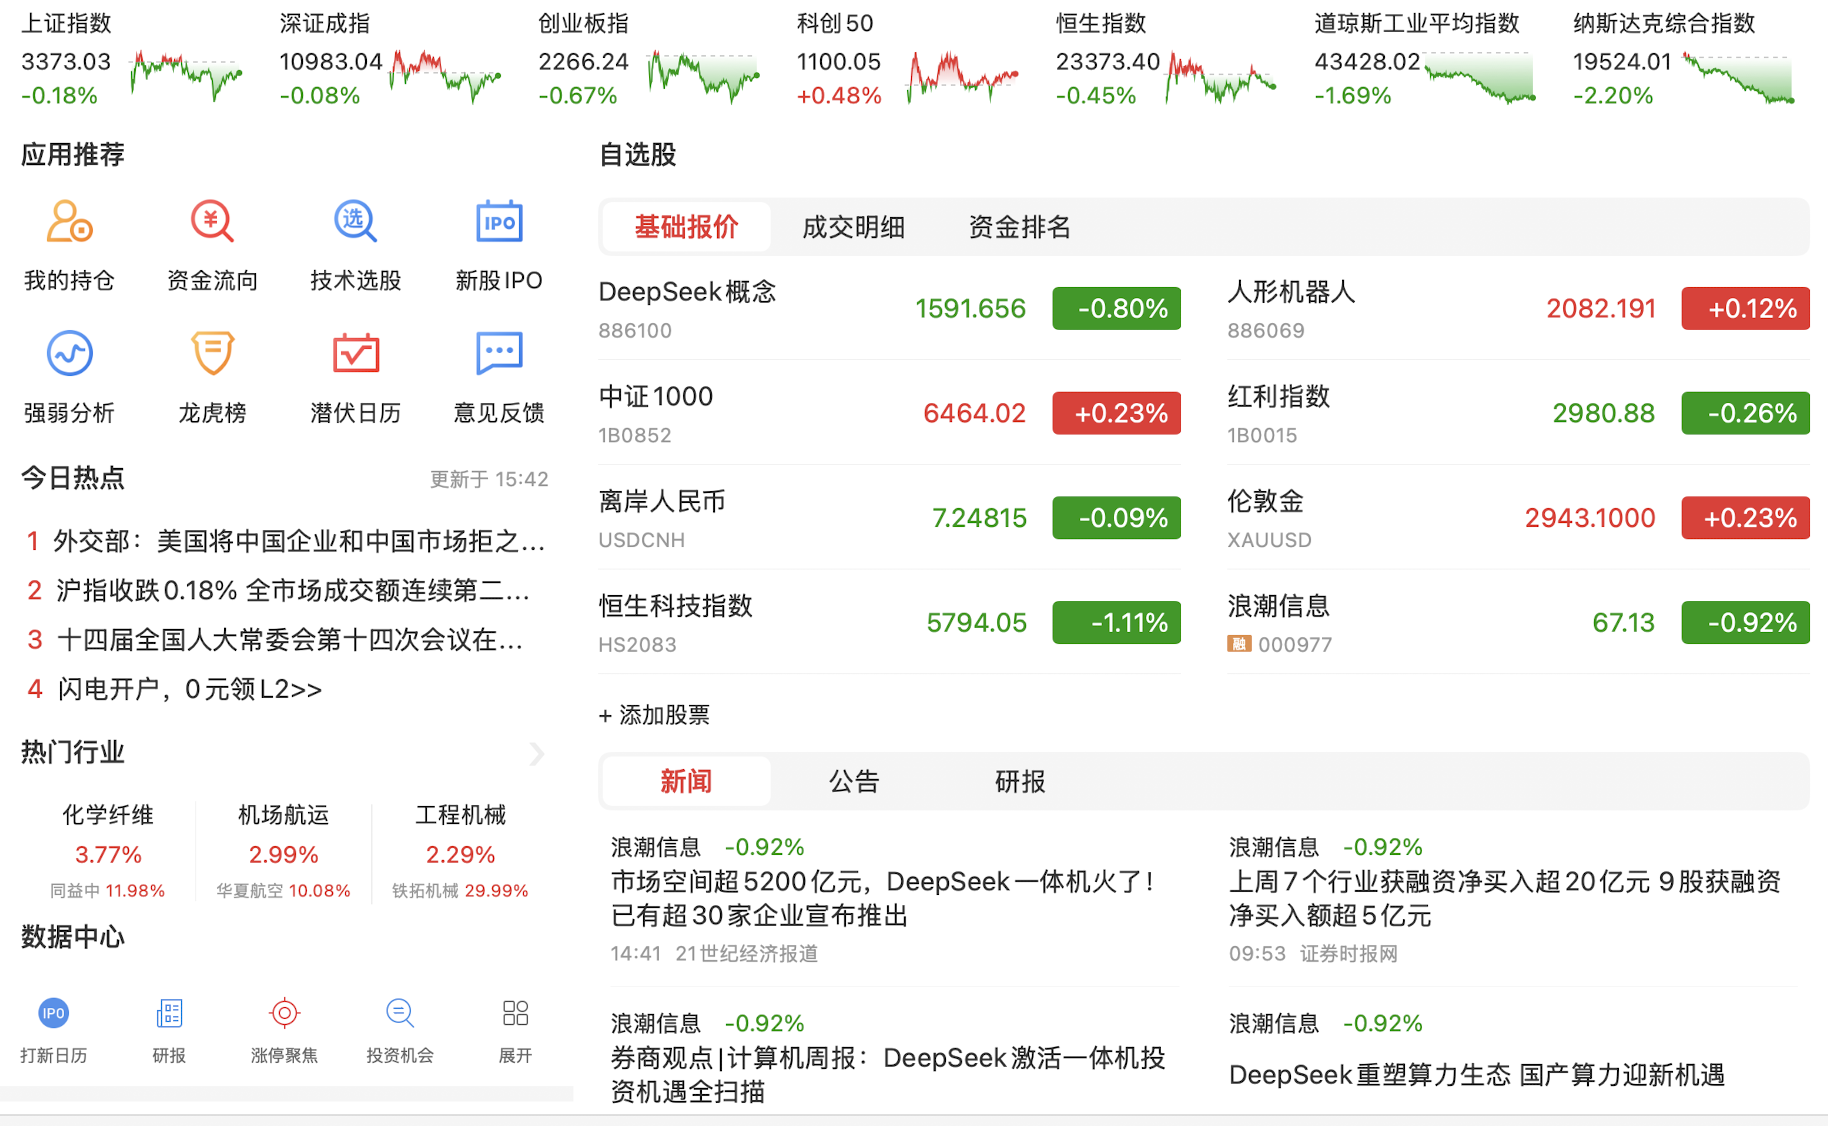 上证指数
3373.03
-0.18%
深证成指
10983.04
-0.08%
创业板指
2266.24
-0.67%
科创50
1100.05
+0.48%
恒生指数
23373.40
-0.45%
道琼斯工业平均指数
43428.02
-1.69%
纳斯达克综合指数
19524.01
-2.20%
应用推荐
我的持仓
¥
资金流向
选
技术选股
IPO
新股IPO
强弱分析
龙虎榜
潜伏日历
意见反馈
今日热点
更新于 15:42
1 外交部：美国将中国企业和中国市场拒之...
2 沪指收跌0.18% 全市场成交额连续第二...
3 十四届全国人大常委会第十四次会议在...
4 闪电开户，0元领L2>>
热门行业
化学纤维
3.77%
同益中 11.98%
机场航运
2.99%
华夏航空 10.08%
工程机械
2.29%
铁拓机械 29.99%
数据中心
IPO
打新日历
研报
涨停聚焦
投资机会
展开
自选股
基础报价 成交明细 资金排名
DeepSeek概念
886100
1591.656
-0.80%
人形机器人
886069
2082.191
+0.12%
中证1000
1B0852
6464.02
+0.23%
红利指数
1B0015
2980.88
-0.26%
离岸人民币
USDCNH
7.24815
-0.09%
伦敦金
XAUUSD
2943.1000
+0.23%
恒生科技指数
HS2083
5794.05
-1.11%
浪潮信息
融 000977
67.13
-0.92%
+ 添加股票
新闻 公告 研报
浪潮信息 -0.92%
市场空间超5200亿元，DeepSeek一体机火了！
已有超30家企业宣布推出
14:41 21世纪经济报道
浪潮信息 -0.92%
上周7个行业获融资净买入超20亿元 9股获融资
净买入额超5亿元
09:53 证券时报网
浪潮信息 -0.92%
券商观点|计算机周报：DeepSeek激活一体机投
资机遇全扫描
浪潮信息 -0.92%
DeepSeek重塑算力生态 国产算力迎新机遇